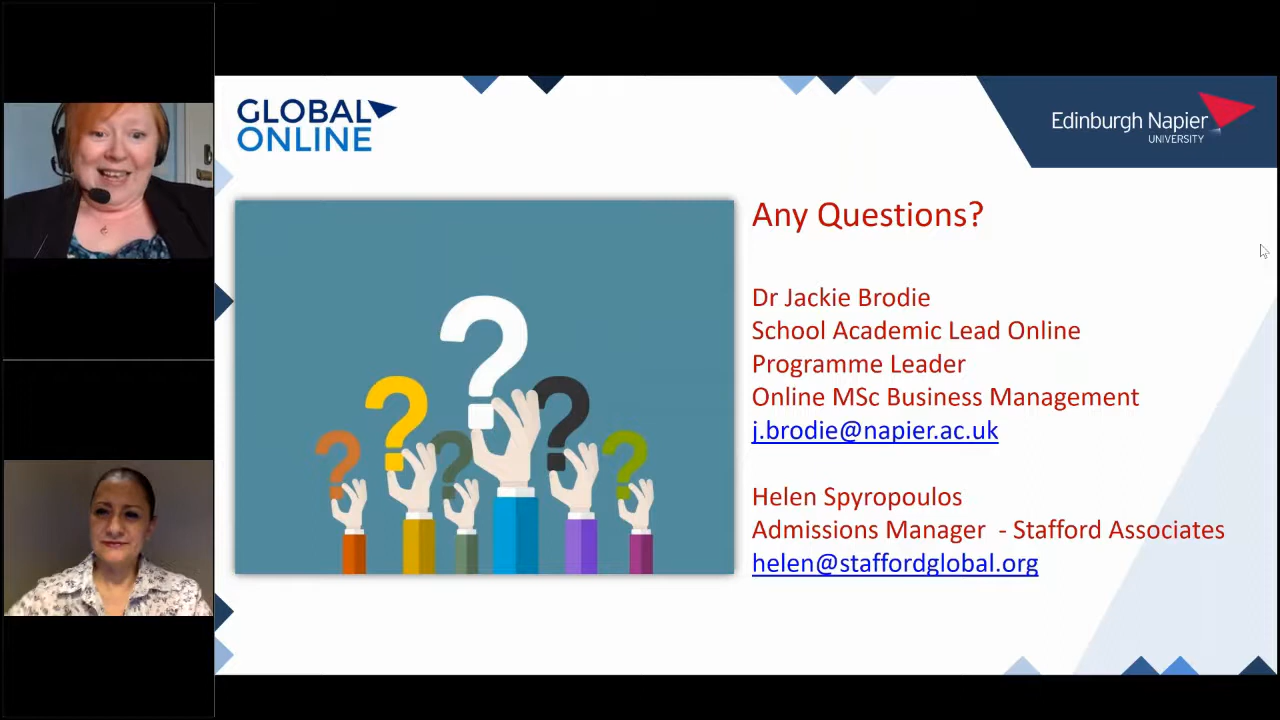 GLOBAL
ONLINE
Edinburgh Napier
UNIVERSITY
Any Questions?
Dr Jackie Brodie
School Academic Lead Online
Programme Leader
Online MSc Business Management
j.brodie@napier.ac.uk
Helen Spyropoulos
Admissions Manager - Stafford Associates
helen@staffordglobal.org